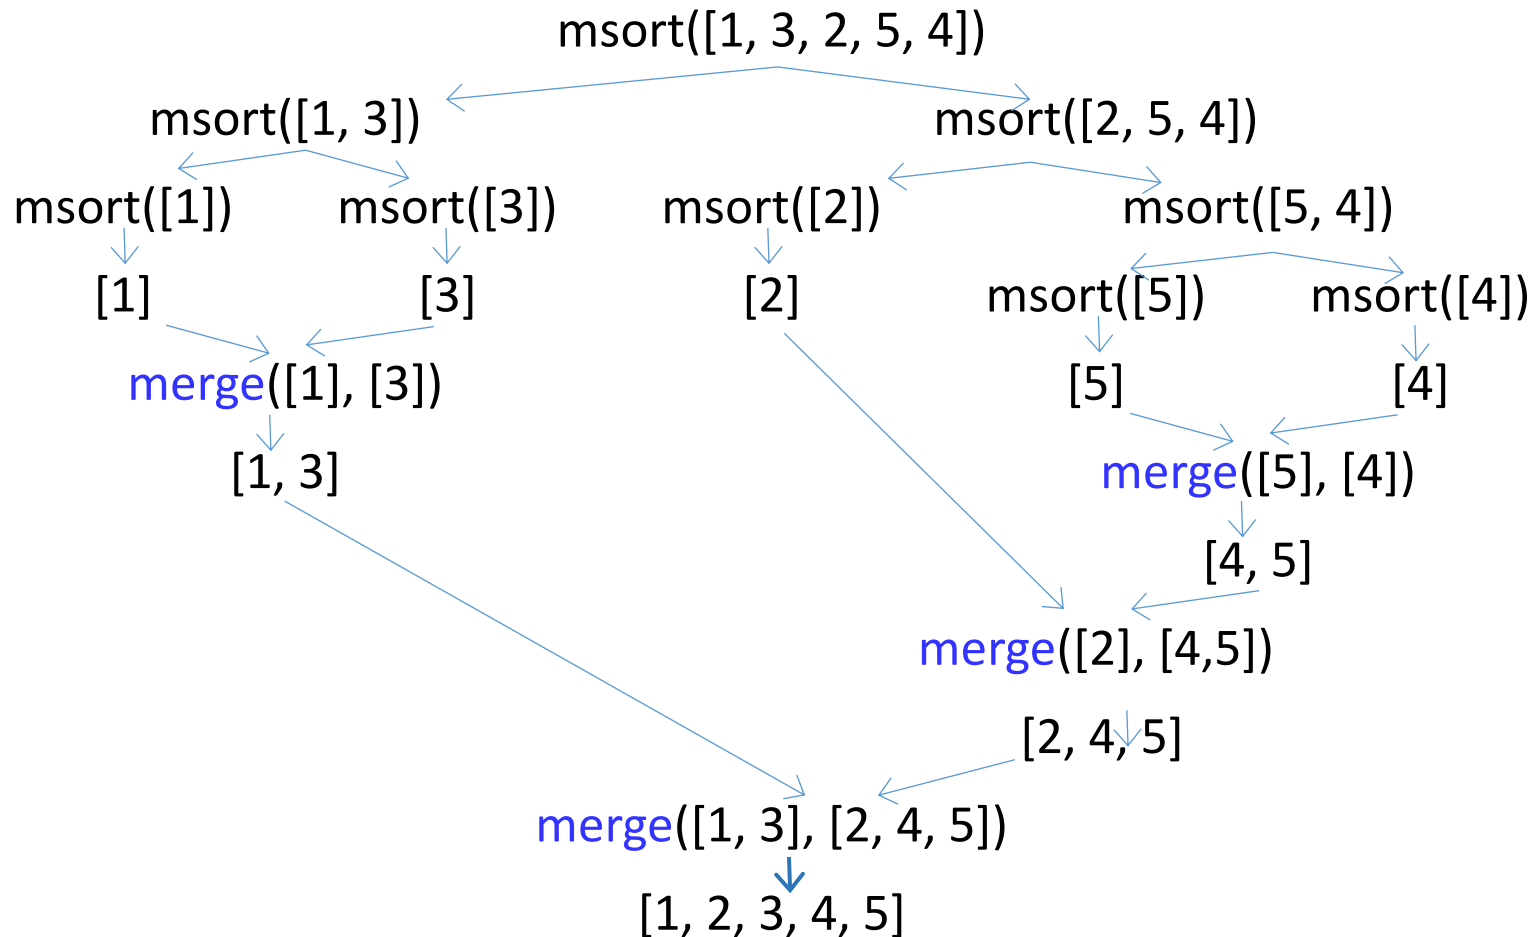 msort([1, 3, 2, 5, 4])
msort([1, 3]) msort([2, 5, 4])
msort([1]) msort([3]) msort([2]) msort([5, 4])
[1] [3] [2] msort([5]) msort([4])
merge([1], [3]) [5] [4]
[1, 3] merge([5], [4])
[4, 5]
merge([2], [4,5])
[2, 4, 5]
merge([1, 3], [2, 4, 5])
[1, 2, 3, 4, 5]